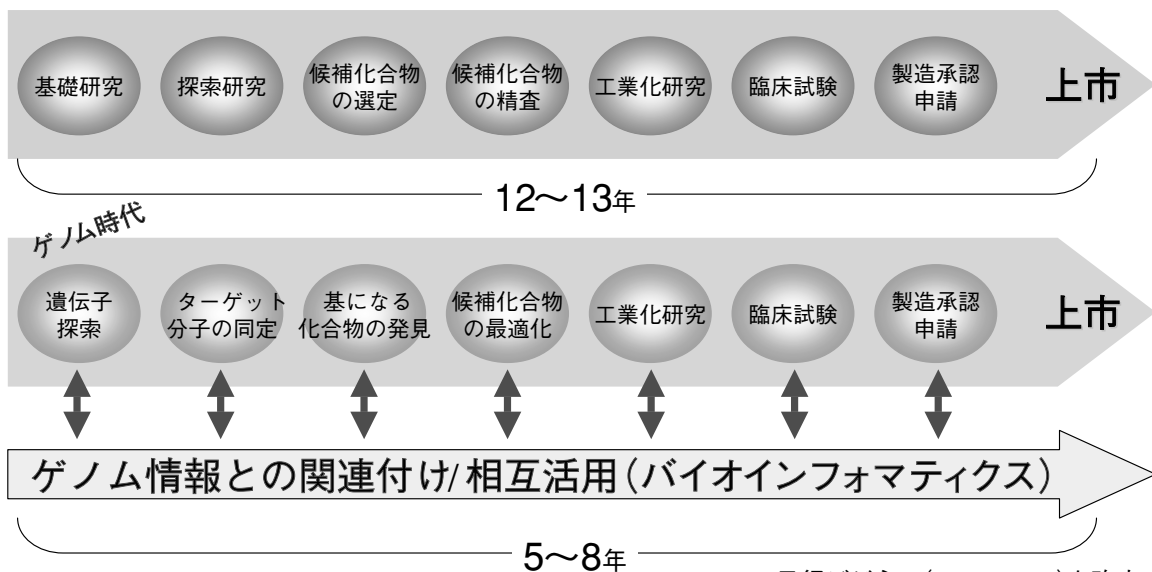 基礎研究
探索研究
候補化合物
の選定
候補化合物
の精査
工業化研究
臨床試験
製造承認
申請
上市
12〜13年
ゲノム時代
遺伝子
探索
ターゲット
分子の同定
基になる
化合物の発見
候補化合物
の最適化
工業化研究
臨床試験
製造承認
申請
上市
ゲノム情報との関連付け/相互活用(バイオインフォマティクス)
5〜8年